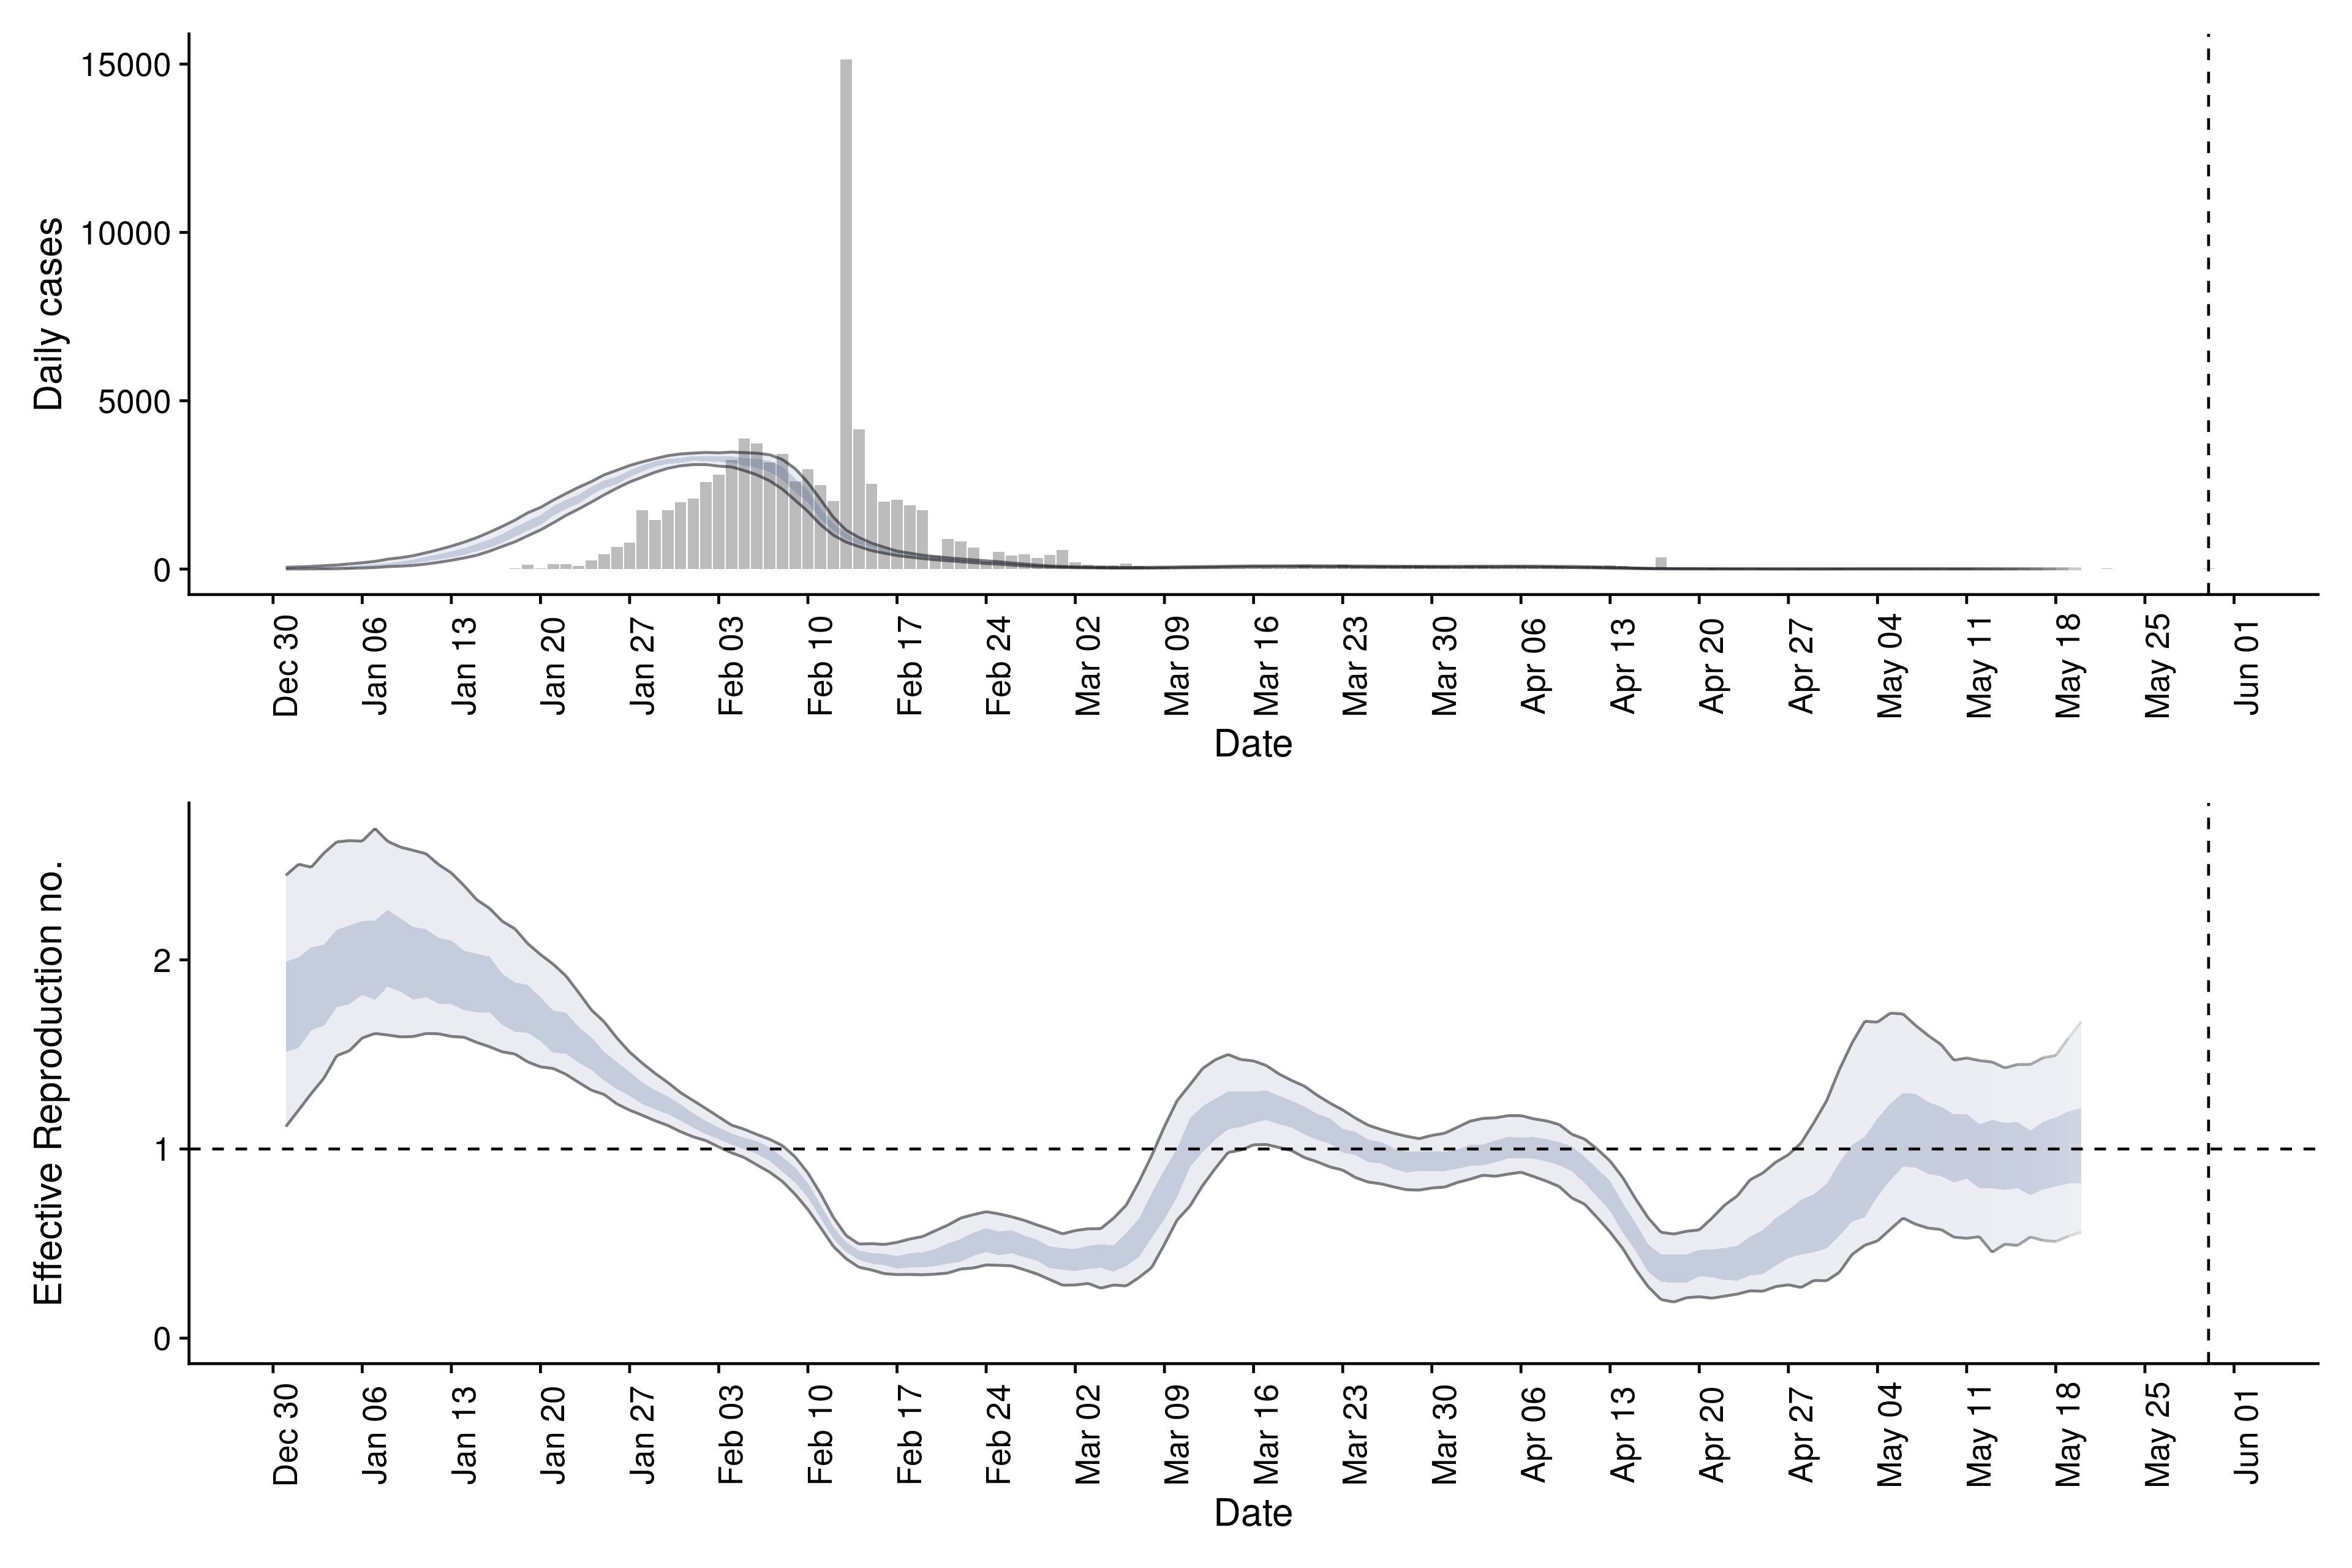 Daily cases
15000
10000
5000
0
Dec 30
Jan 06
Jan 13
Jan 20
Jan 27
Feb 03
Feb 10
Feb 17
Feb 24
Mar 02
Mar 09
Mar 16
Mar 23
Mar 30
Apr 06
Apr 13
Apr 20
Apr 27
May 04
May 11
May 18
May 25
Jun 01
Date
Effective Reproduction no.
2
1
0
Dec 30
Jan 06
Jan 13
Jan 20
Jan 27
Feb 03
Feb 10
Feb 17
Feb 24
Mar 02
Mar 09
Mar 16
Mar 23
Mar 30
Apr 06
Apr 13
Apr 20
Apr 27
May 04
May 11
May 18
May 25
Jun 01
Date